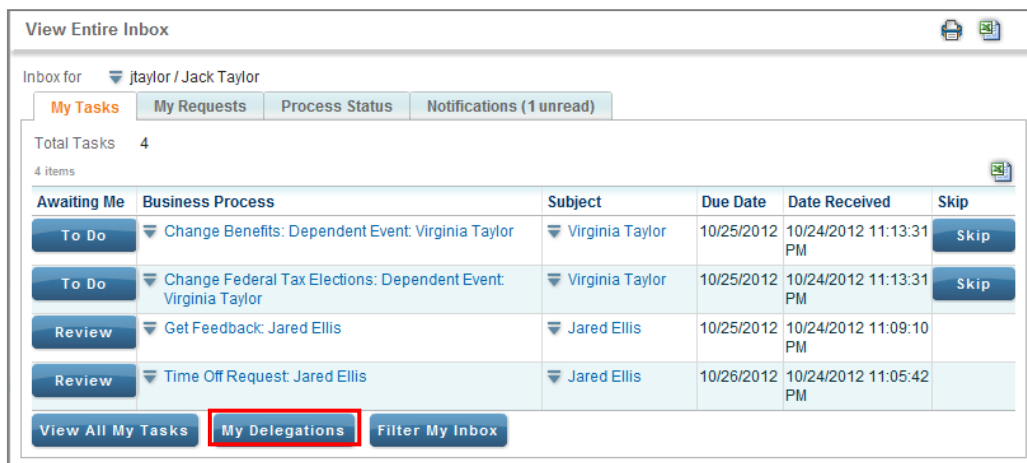 View Entire Inbox
Inbox for jtaylor / Jack Taylor
My Tasks My Requests Process Status Notifications (1 unread)
Total Tasks 4
4 items
Awaiting Me Business Process Subject Due Date Date Received Skip
To Do Change Benefits: Dependent Event: Virginia Taylor Virginia Taylor 10/25/2012 10/24/2012 11:13:31 Skip
PM
To Do Change Federal Tax Elections: Dependent Event: Virginia Taylor 10/25/2012 10/24/2012 11:13:31 Skip
Virginia Taylor PM
Review Get Feedback: Jared Ellis Jared Ellis 10/25/2012 10/24/2012 11:09:10
PM
Review Time Off Request: Jared Ellis Jared Ellis 10/26/2012 10/24/2012 11:05:42
PM
View All My Tasks My Delegations Filter My Inbox